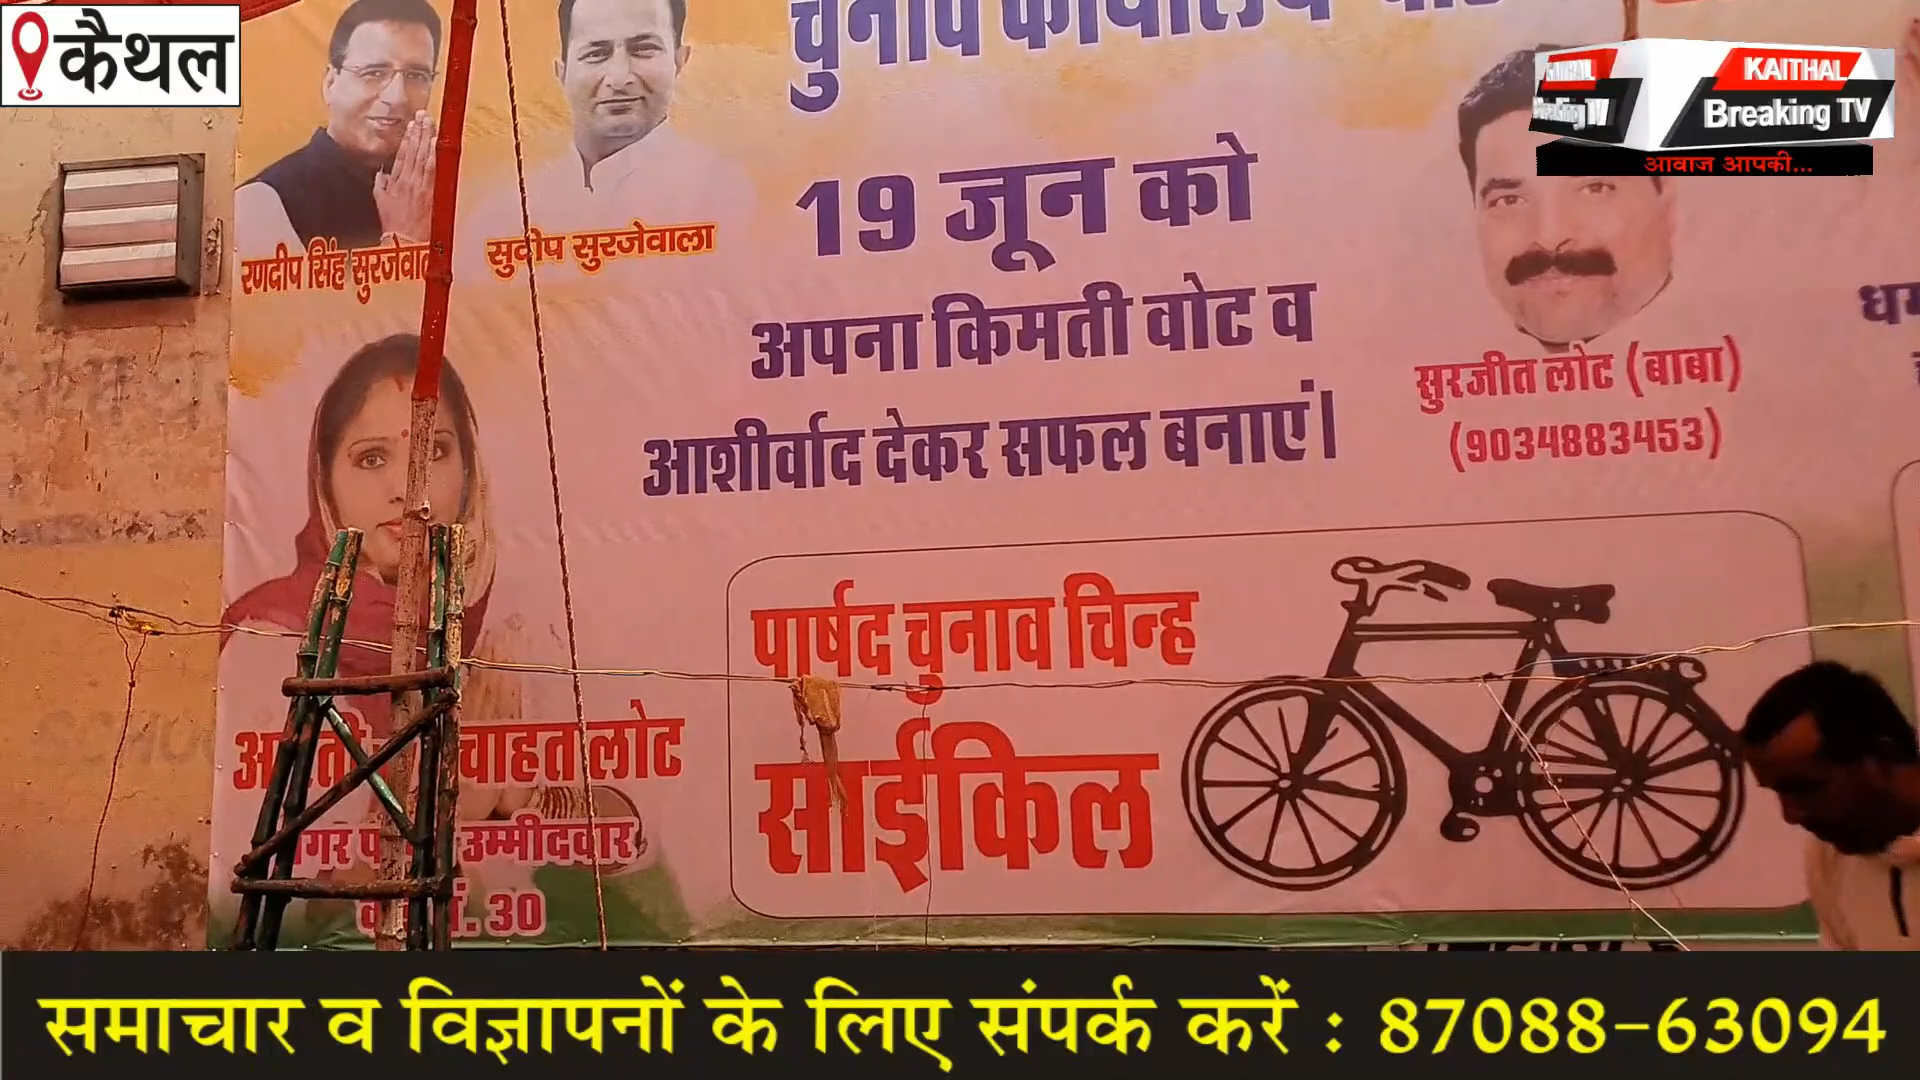 कैथल
चुनाव कार्यालय
KAITHAL
Breaking TV
आवाज आपकी...
19 जून को
रणदीप सिंह सुरजेवाला
सुदीप सुरजेवाला
अपना किमती वोट व
आशीर्वाद देकर सफल बनाएं।
सुरजीत लोट (बाबा)
(9034883453)
पार्षद चुनाव चिन्ह
साईकिल
चाहत लोट
उम्मीदवार
30
समाचार व विज्ञापनों के लिए संपर्क करें : 87088-63094